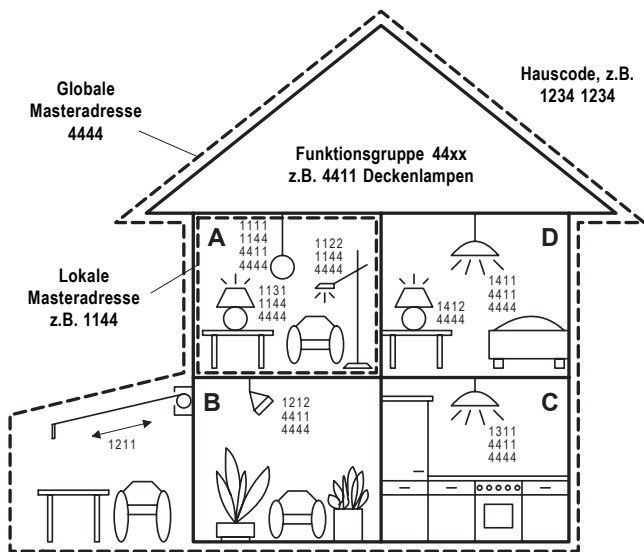 Globale
Masteradresse
4444
Hauscode, z.B.
1234 1234
Funktionsgruppe 44xx
z.B. 4411 Deckenlampen
Lokale
Masteradresse
z.B. 1144
A
1111
1144
4411
4444
1122
1144
4444
1131
1144
4444
D
1411
4411
4444
1412
4444
B
1212
4411
4444
C
1311
4411
4444
1211